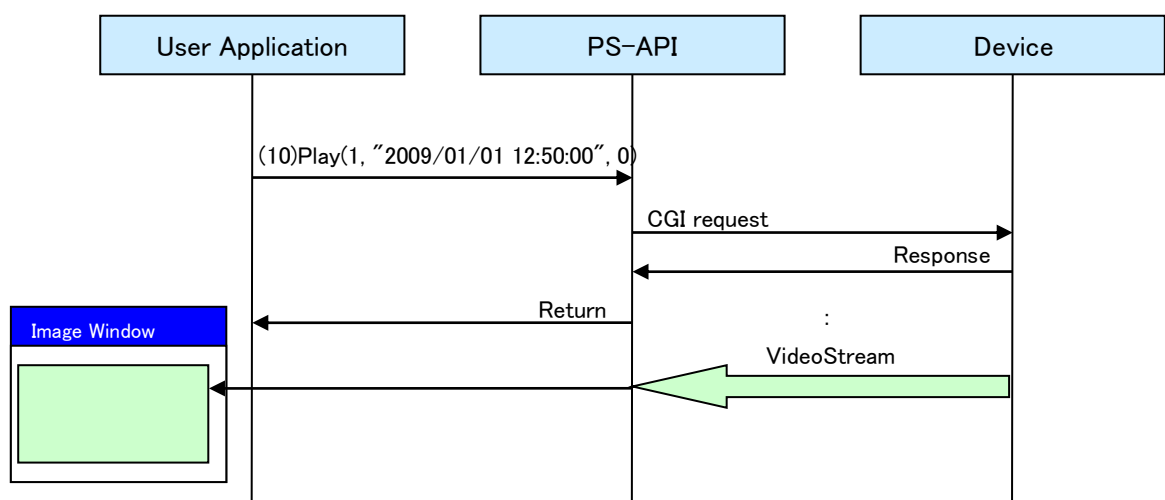 User Application
PS-API
Device
(10)Play(1, "2009/01/01 12:50:00", 0)
CGI request
Response
Return
:
Image Window
VideoStream